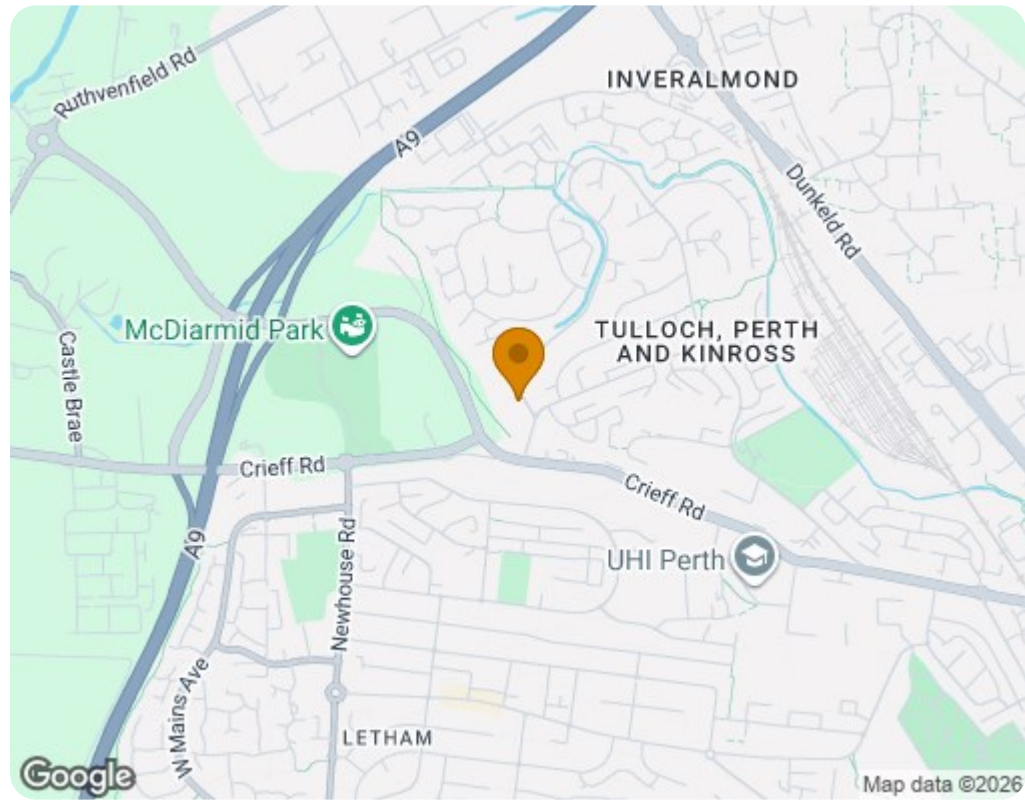 Ruthvenfield Rd
INVERALMOND
A9
Dunkeld Rd
McDiarmid Park
TULLOCH, PERTH
AND KINROSS
Castle Brae
Crieff Rd
Crieff Rd
A9
Newhouse Rd
UHI Perth
W Mains Ave
LETHAM
Google
Map data ©2026